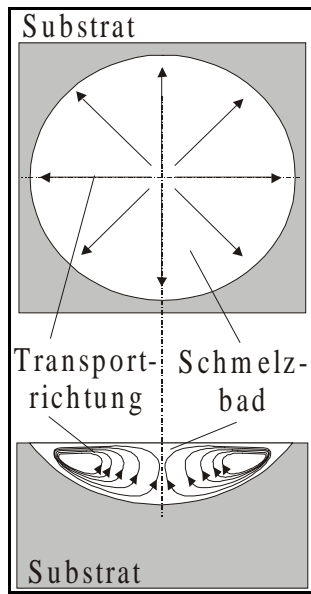 Substrat
Transport-
richtung
Schmelz-
bad
Substrat